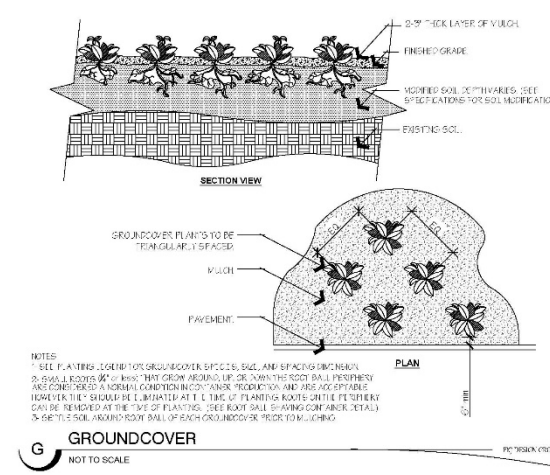 2-3" THICK LAYER OF MULCH.
FINISHED GRADE.
MODIFIED SOIL. DEPTH VARIES. (SEE
SPECIFICATIONS FOR SOIL MODIFICATIO
EXISTING SOIL.
SECTION VIEW
GROUNDCOVER PLANTS TO BE
TRIANGULARLY SPACED.
MULCH.
PAVEMENT.
EQ.
EQ.
PLAN
MIN
NOTES
1- SEE PLANTING LEGEND FOR GROUNDCOVER SPECIES, SIZE, AND SPACING DIMENSION
2- SMALL ROOTS (¼" or less) THAT GROW AROUND, UP, OR DOWN THE ROOT BALL PERIPHERY
ARE CONSIDERED A NORMAL CONDITION IN CONTAINER PRODUCTION AND ARE ACCEPTABLE
HOWEVER THEY SHOULD BE ELIMINATED AT THE TIME OF PLANTING. ROOTS ON THE PERIPHERY
CAN BE REMOVED AT THE TIME OF PLANTING. (SEE ROOT BALL SHAVING CONTAINER DETAIL)
3- SETTLE SOIL AROUND ROOT BALL OF EACH GROUNDCOVER PRIOR TO MULCHING
G
GROUNDCOVER
NOT TO SCALE
DESIGN